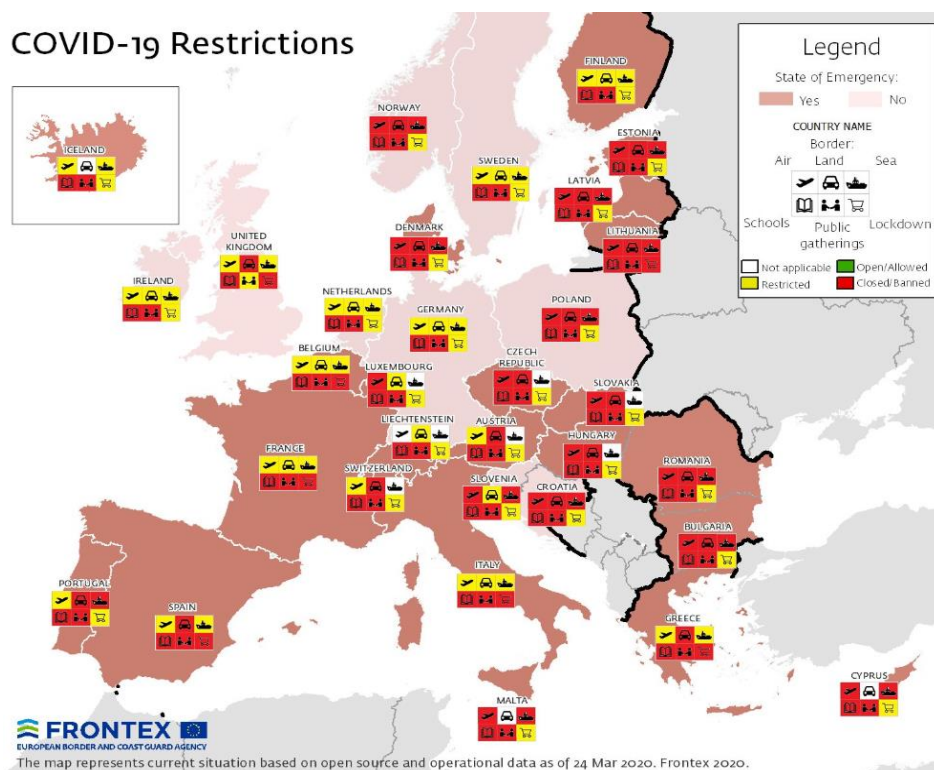 COVID-19 Restrictions
Legend
State of Emergency:
Yes
No
COUNTRY NAME
Border:
Air
Land
Sea
Schools
Public
gatherings
Lockdown
Not applicable
Open/Allowed
Restricted
Closed/Banned
FINLAND
ICELAND
NORWAY
ESTONIA
SWEDEN
LATVIA
UNITED
KINGDOM
DENMARK
LITHUANIA
IRELAND
NETHERLANDS
GERMANY
POLAND
BELGIUM
LUXEMBOURG
CZECH
REPUBLIC
SLOVAKIA
LIECHTENSTEIN
AUSTRIA
HUNGARY
FRANCE
SWITZERLAND
SLOVENIA
CROATIA
ROMANIA
BULGARIA
PORTUGAL
SPAIN
ITALY
GREECE
MALTA
CYPRUS
FRONTEX
EUROPEAN BORDER AND COAST GUARD AGENCY
The map represents current situation based on open source and operational data as of 24 Mar 2020. Frontex 2020.